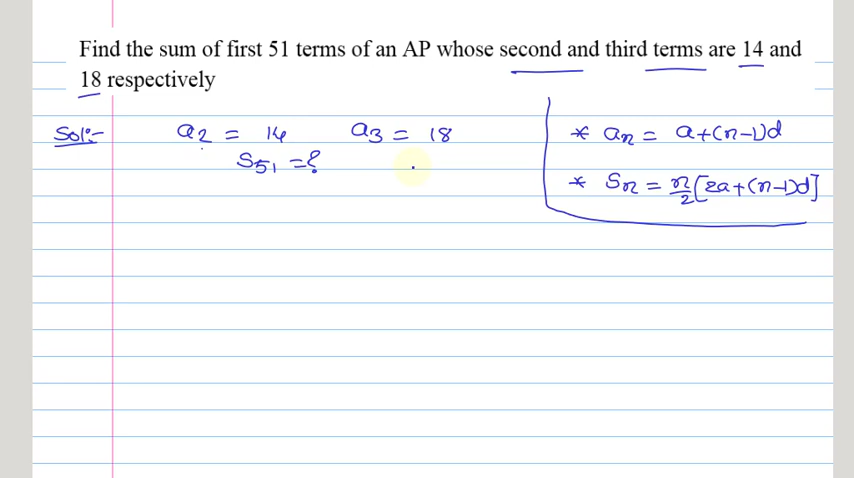 Find the sum of first 51 terms of an AP whose second and third terms are 14 and
18 respectively
Sol:- a2 = 14 a3 = 18
S51 = ?
* an = a+(n-1)d
* Sn = n/2[2a+(n-1)d]